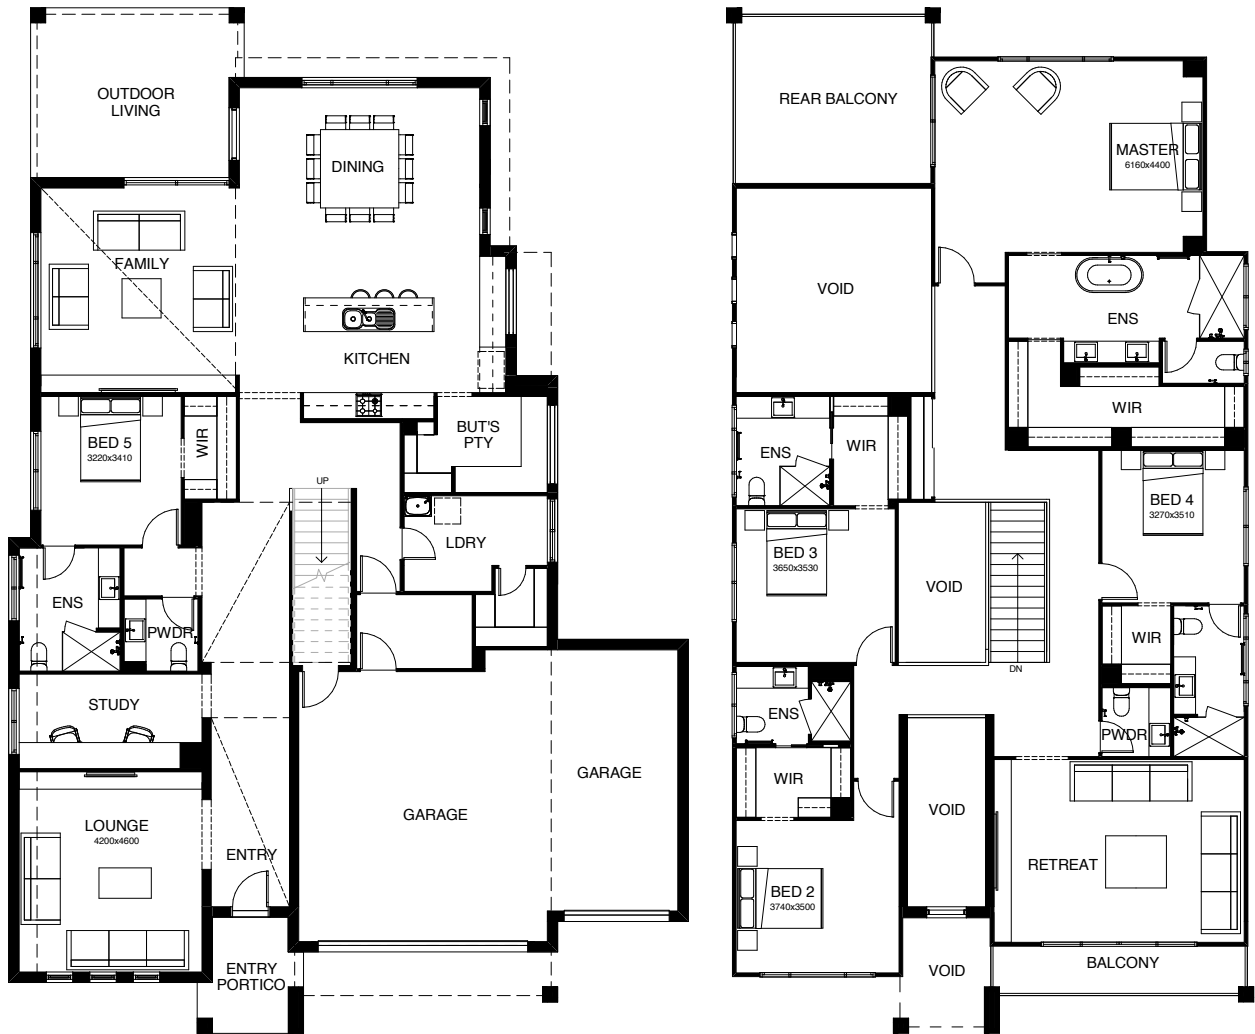 OUTDOOR
LIVING
DINING
FAMILY
KITCHEN
BED 5
3220x3410
WIR
BUT'S
PTY
UP
LDRY
ENS
PWDR
STUDY
LOUNGE
4200x4600
ENTRY
GARAGE
GARAGE
ENTRY
PORTICO
REAR BALCONY
MASTER
6160x4400
VOID
ENS
WIR
ENS
WIR
BED 4
3270x3510
BED 3
3650x3530
VOID
DN
WIR
ENS
PWDR
WIR
VOID
RETREAT
BED 2
3740x3500
VOID
BALCONY